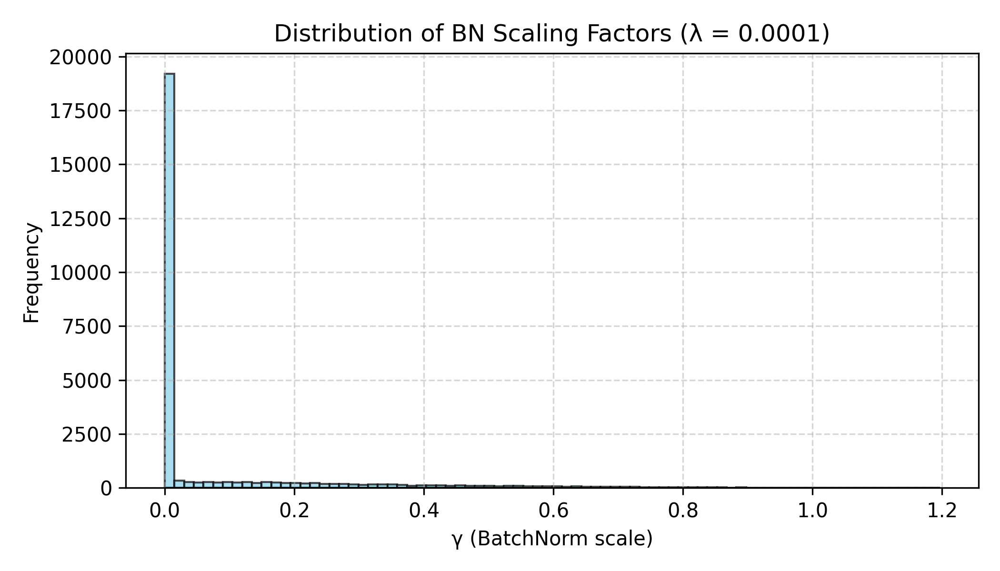 Distribution of BN Scaling Factors (λ = 0.0001)
20000
17500
15000
12500
10000
7500
5000
2500
0
Frequency
0.0 0.2 0.4 0.6 0.8 1.0 1.2
γ (BatchNorm scale)